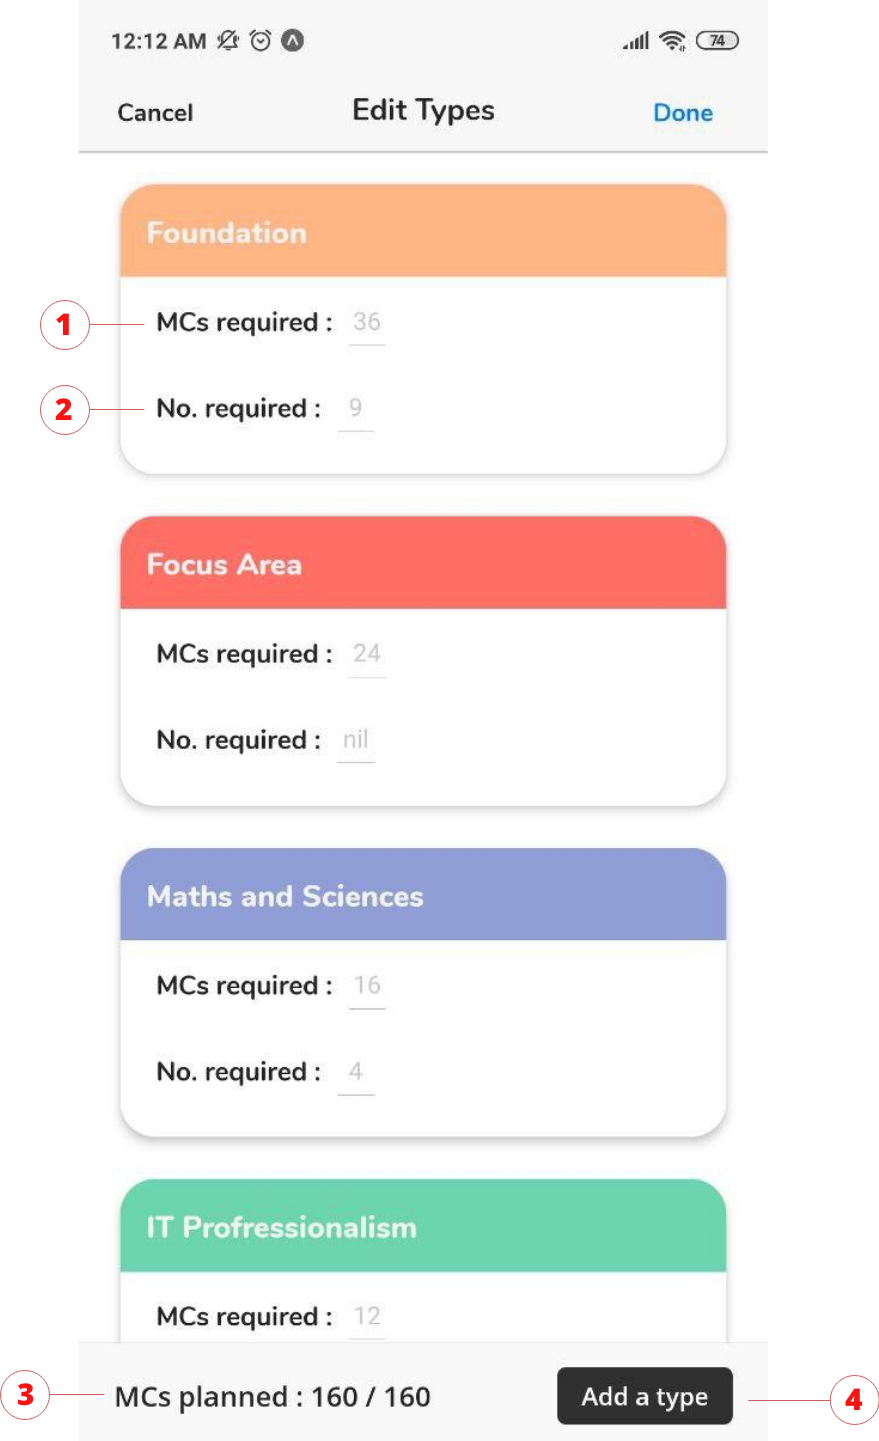 12:12 AM 74
Cancel Edit Types Done
Foundation
1 MCs required : 36
2 No. required : 9
Focus Area
MCs required : 24
No. required : nil
Maths and Sciences
MCs required : 16
No. required : 4
IT Profressionalism
MCs required : 12
3 MCs planned : 160 / 160 Add a type 4